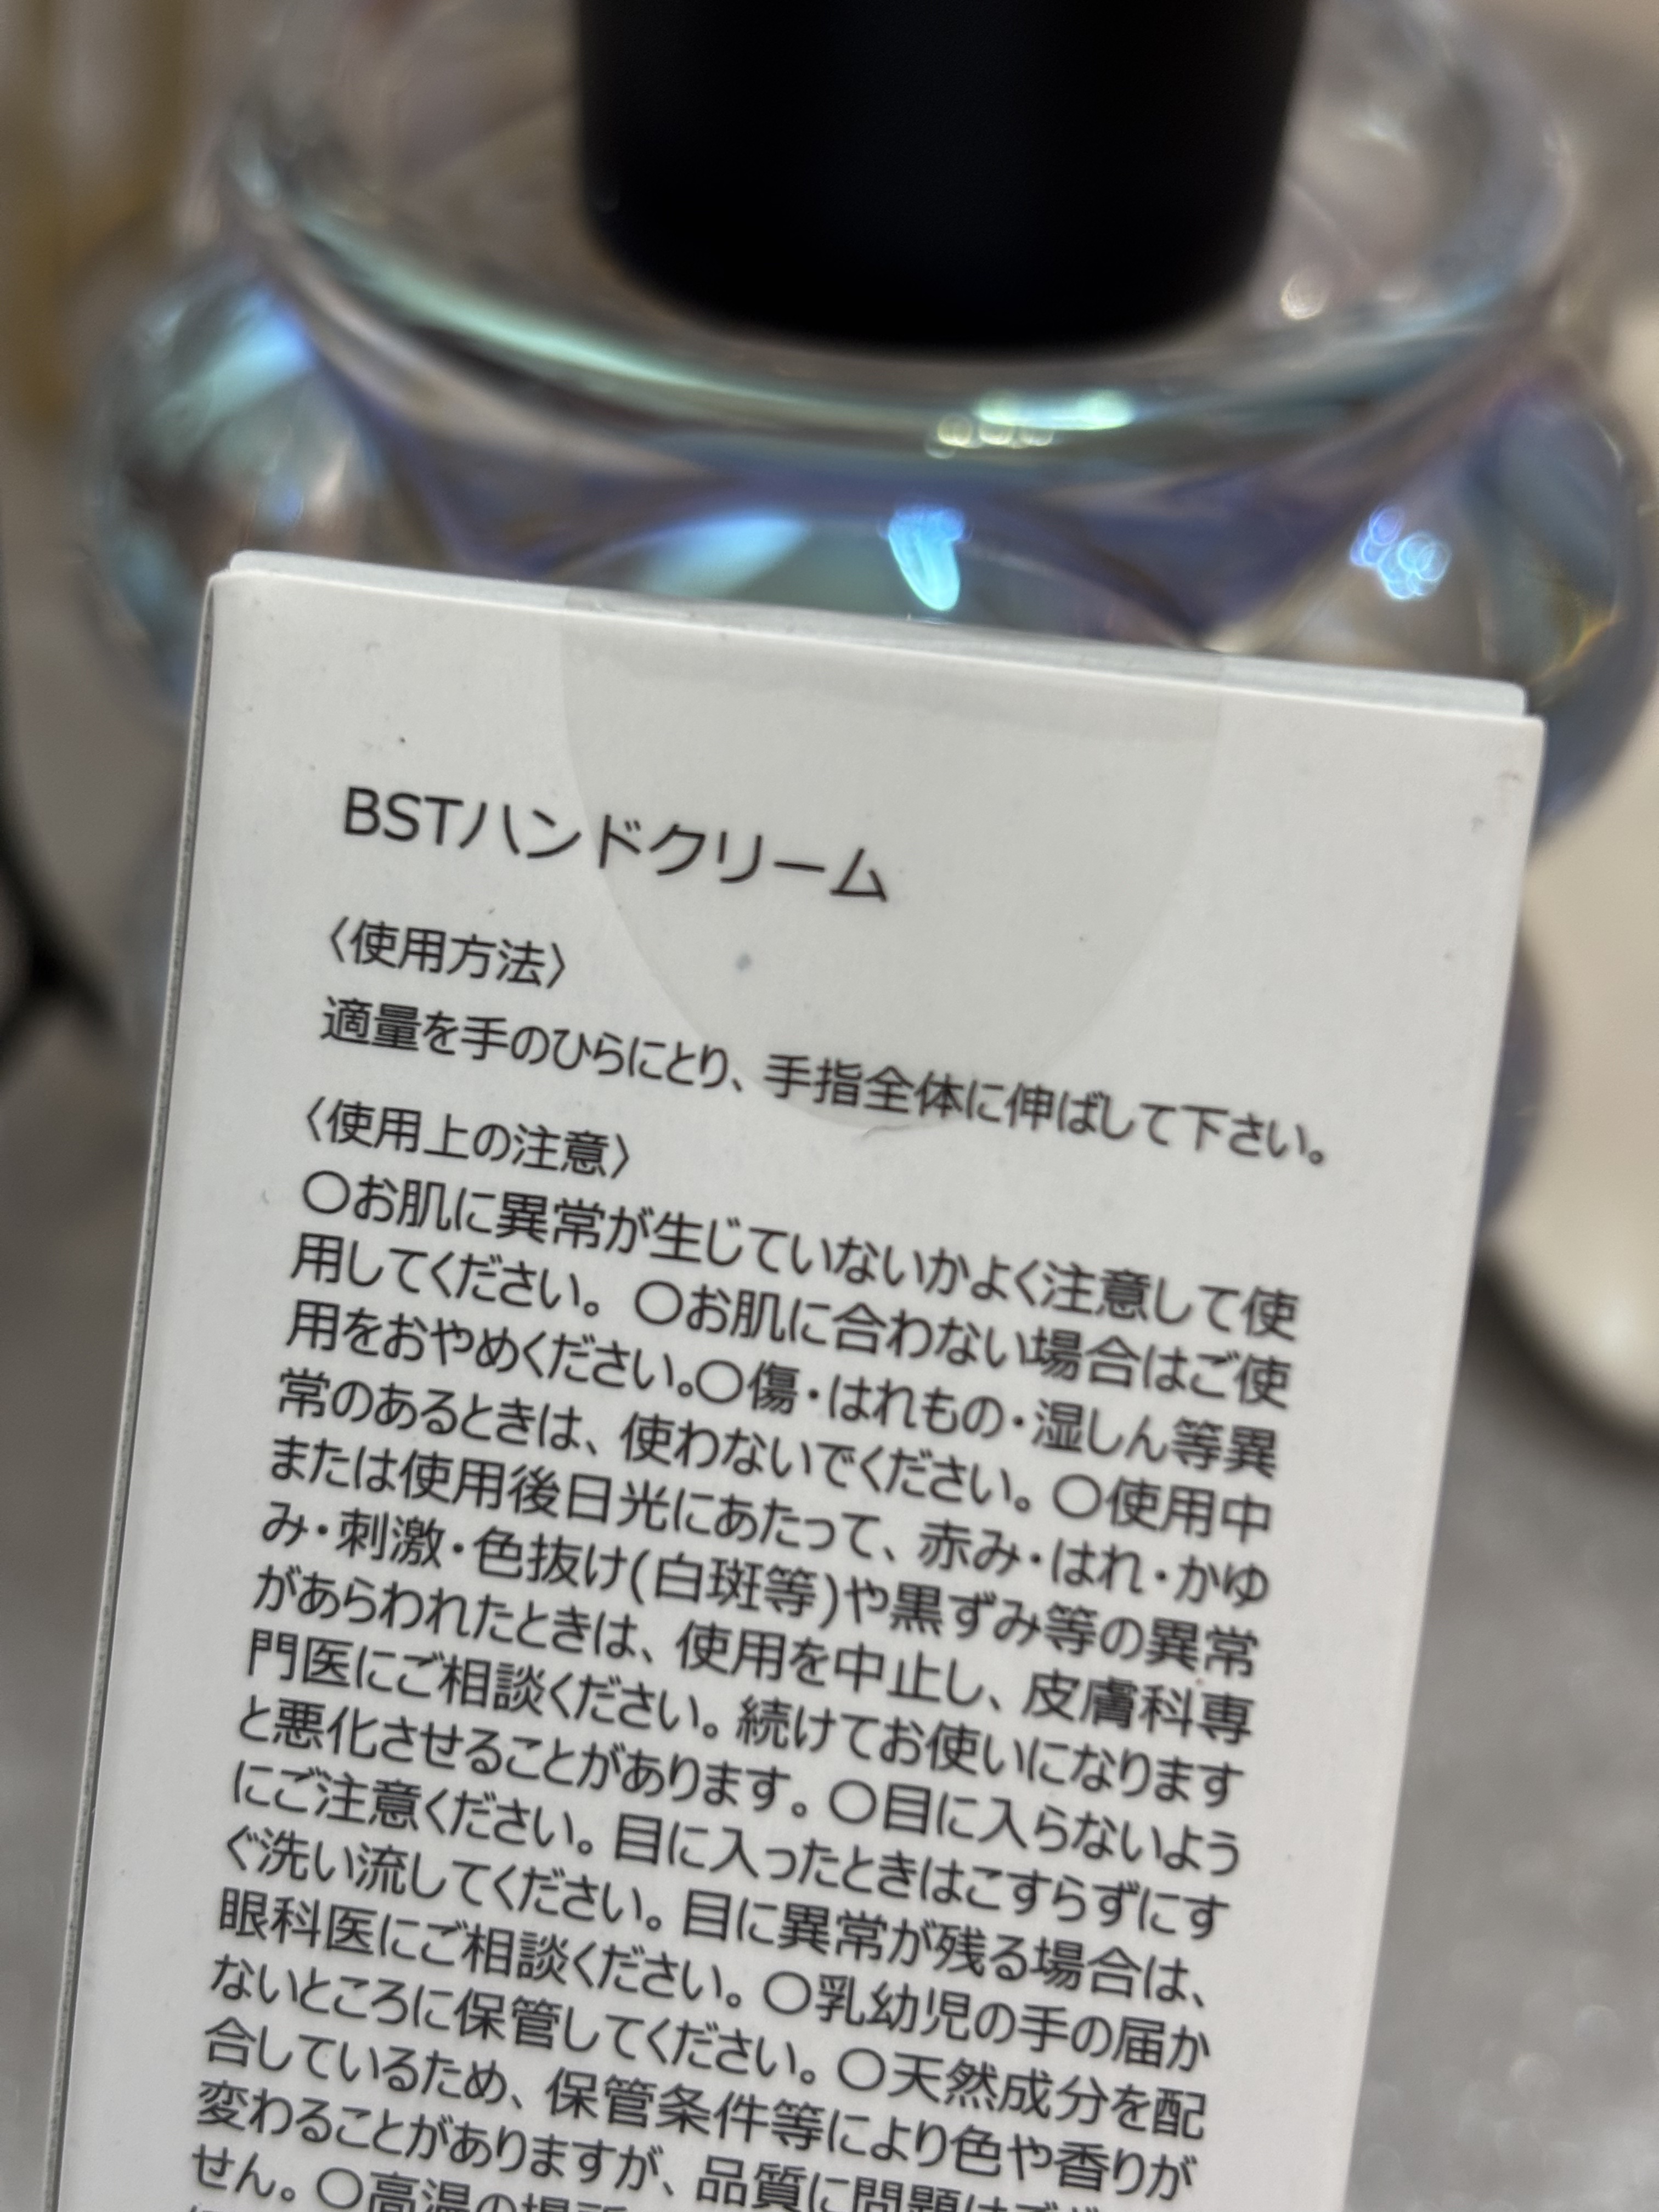 BSTハンドクリーム
〈使用方法〉
適量を手のひらにとり、手指全体に伸ばして下さい。
〈使用上の注意〉
〇お肌に異常が生じていないかよく注意して使
用してください。〇お肌に合わない場合はご使
用をおやめください。〇傷・はれもの・湿しん等異
常のあるときは、使わないでください。〇使用中
または使用後日光にあたって、赤み・はれ・かゆ
み・刺激・色抜け(白斑等)や黒ずみ等の異常
があらわれたときは、使用を中止し、皮膚科専
門医にご相談ください。続けてお使いになります
と悪化させることがあります。〇目に入らないよう
にご注意ください。目に入ったときはこすらずにす
ぐ洗い流してください。目に異常が残る場合は、
眼科医にご相談ください。〇乳幼児の手の届か
ないところに保管してください。〇天然成分を配
合しているため、保管条件等により色や香りが
変わることがありますが、品質に問題は
せん。〇高温の場所